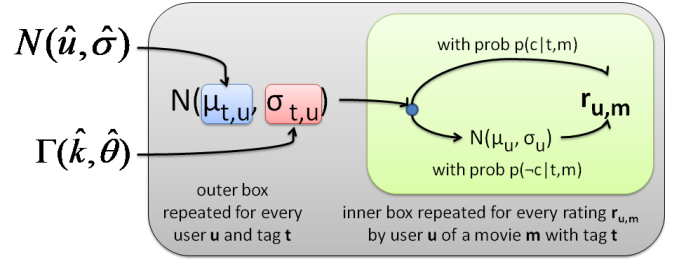 N(û, σ̂)
Γ(k̂, θ̂)
N(μt,u, σt,u)
with prob p(c|t,m)
ru,m
N(μu, σu)
with prob p(¬c|t,m)
outer box
repeated for every
user u and tag t
inner box repeated for every rating ru,m
by user u of a movie m with tag t